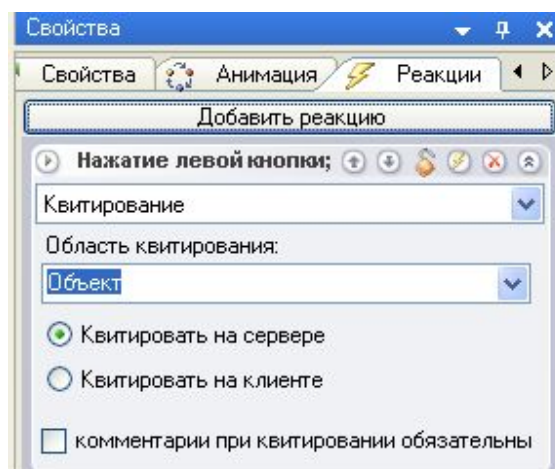 Свойства
Свойства Анимация Реакции
Добавить реакцию
Нажатие левой кнопки;
Квитирование
Область квитирования:
Объект
Квитировать на сервере
Квитировать на клиенте
комментарии при квитировании обязательны